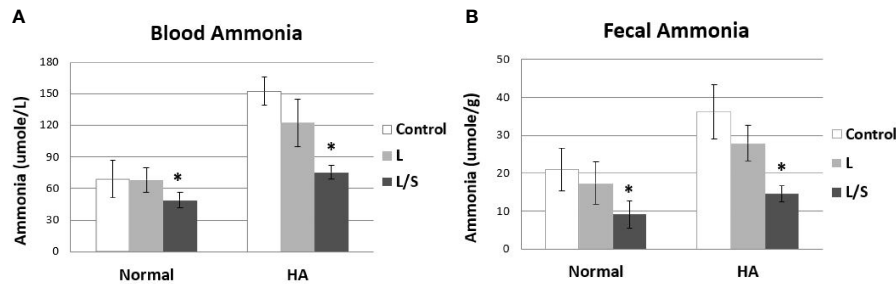 A
Blood Ammonia
Ammonia (umole/L)
180
150
120
90
60
30
0
*
*
Normal
HA
Control
L
L/S
B
Fecal Ammonia
Ammonia (umole/g)
50
40
30
20
10
0
*
*
Normal
HA
Control
L
L/S